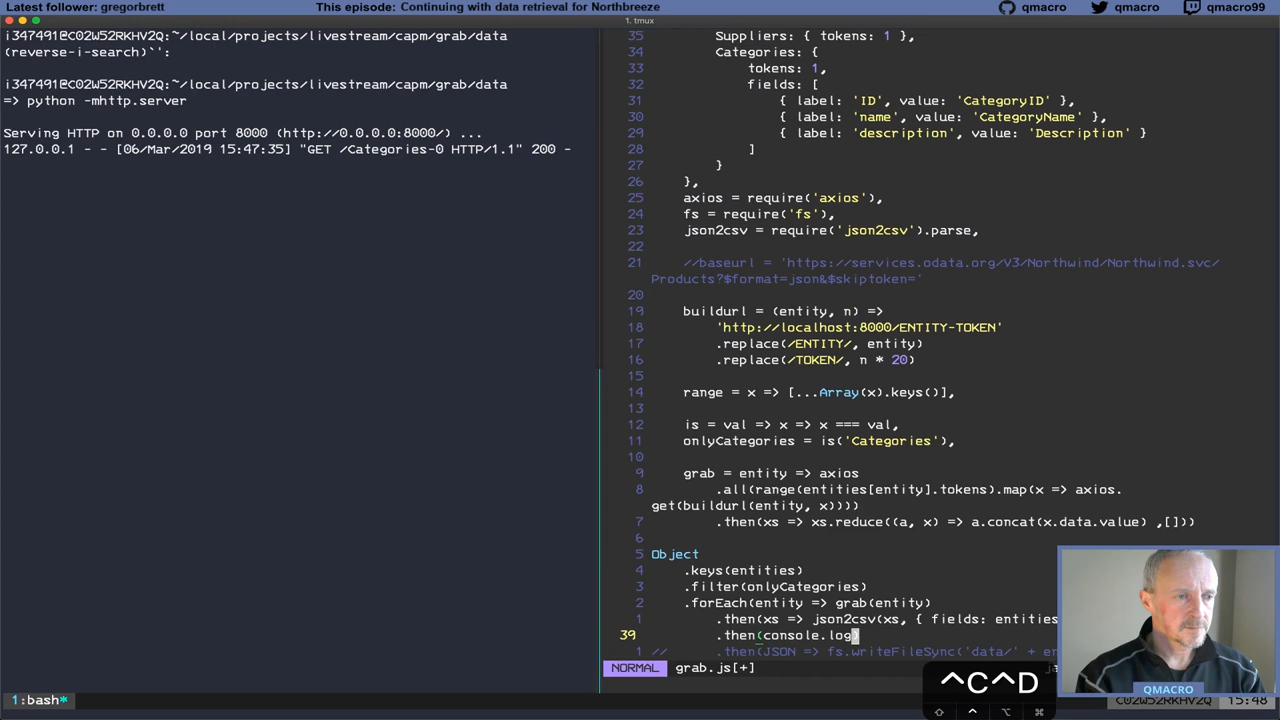 Latest follower: gregorbrett
This episode: Continuing with data retrieval for Northbreeze
qmacro
qmacro
qmacro99
1. tmux
i347491@C02W52RKHV2Q:~/local/projects/livestream/capm/grab/data
(reverse-i-search)`':
i347491@C02W52RKHV2Q:~/local/projects/livestream/capm/grab/data
=> python -mhttp.server
Serving HTTP on 0.0.0.0 port 8000 (http://0.0.0.0:8000/) ...
127.0.0.1 - - [06/Mar/2019 15:47:35] "GET /Categories-0 HTTP/1.1" 200 -
35 Suppliers: { tokens: 1 },
34 Categories: {
33 tokens: 1,
32 fields: [
31 { label: 'ID', value: 'CategoryID' },
30 { label: 'name', value: 'CategoryName' },
29 { label: 'description', value: 'Description' }
28 ]
27 }
26 },
25 axios = require('axios'),
24 fs = require('fs'),
23 json2csv = require('json2csv').parse,
22
21 //baseurl = 'https://services.odata.org/V3/Northwind/Northwind.svc/
Products?$format=json&$skiptoken='
20
19 buildurl = (entity, n) =>
18 'http://localhost:8000/ENTITY-TOKEN'
17 .replace(/ENTITY/, entity)
16 .replace(/TOKEN/, n * 20)
15
14 range = x => [...Array(x).keys()],
13
12 is = val => x => x === val,
11 onlyCategories = is('Categories'),
10
9 grab = entity => axios
8 .all(range(entities[entity].tokens).map(x => axios.
get(buildurl(entity, x))))
7 .then(xs => xs.reduce((a, x) => a.concat(x.data.value) ,[]))
6
5 Object
4 .keys(entities)
3 .filter(onlyCategories)
2 .forEach(entity => grab(entity)
1 .then(xs => json2csv(xs, { fields: entities
39 .then(console.log)
1 // .then(JSON => fs.writeFileSync('data/' + en
NORMAL grab.js[+]
^C^D
QMACRO
1:bash*
C02W52RKHV2Q 15:48